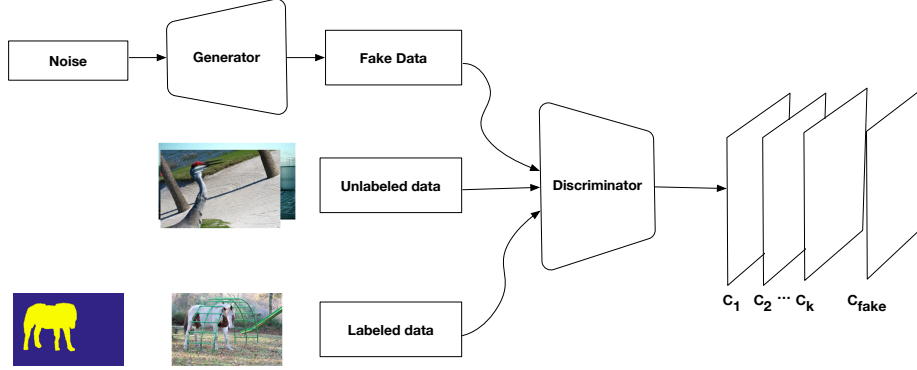 Noise
Generator
Fake Data
Unlabeled data
Discriminator
Labeled data
C1 C2 ... Ck Cfake